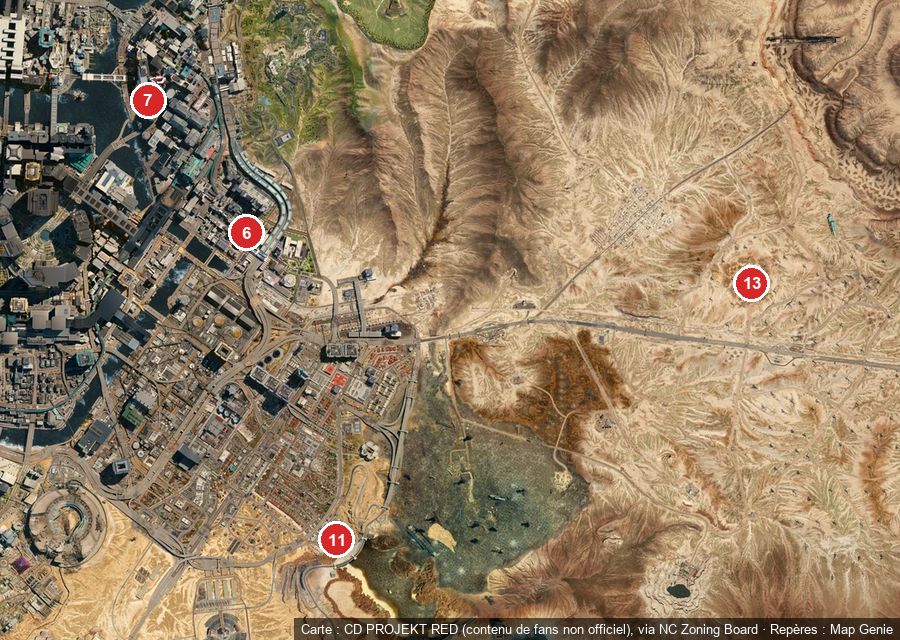 7
6
13
11
Carte : CD PROJEKT RED (contenu de fans non officiel), via NC Zoning Board · Repères : Map Genie